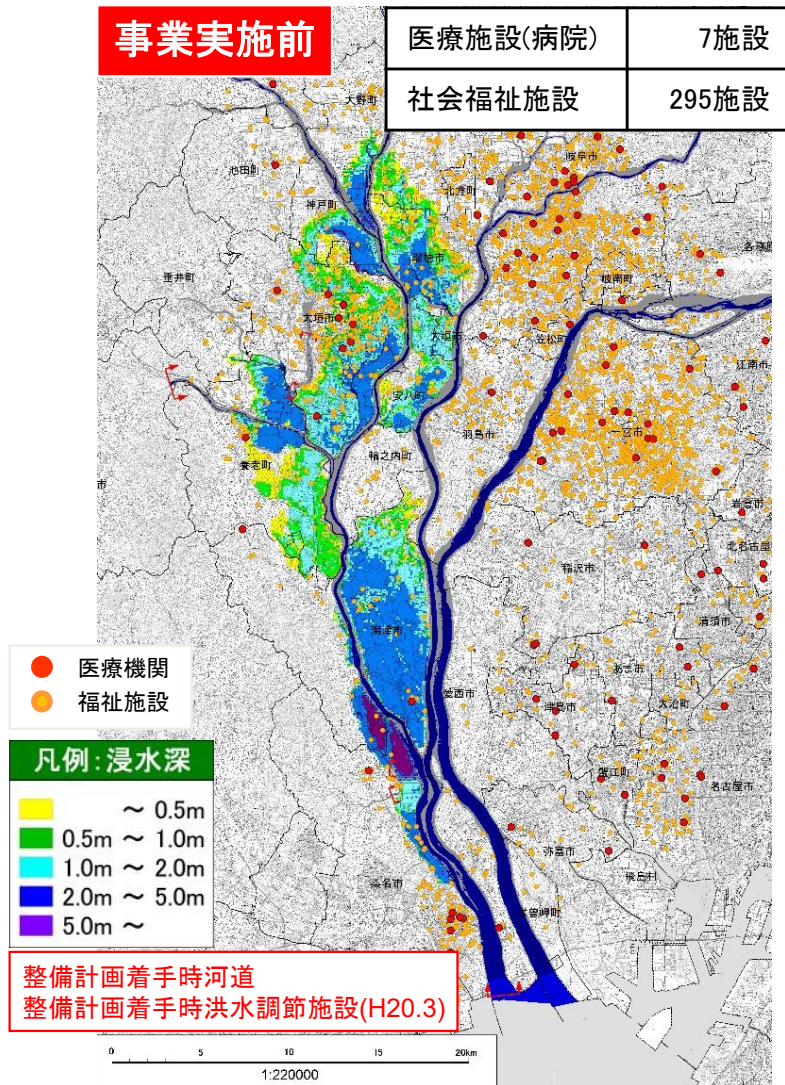 事業実施前
医療施設(病院) 7施設
社会福祉施設 295施設
大野町
岐阜市
池田町
北方町
神戸町
瑞穂市
各務原
垂井町
岐南町
大垣市
笠松町
大垣市
江南市
安八町
羽島市
一宮市
輪之内町
養老町
市
岩倉市
北名古屋
稲沢市
清須市
海津市
あま市
愛西市
津島市
大治町
蟹江町
名古屋市
弥富市
飛島村
桑名市
木曽岬町
医療機関
福祉施設
凡例:浸水深
～ 0.5m
0.5m ～ 1.0m
1.0m ～ 2.0m
2.0m ～ 5.0m
5.0m ～
整備計画着手時河道
整備計画着手時洪水調節施設(H20.3)
0 5 10 15 20km
1:220000